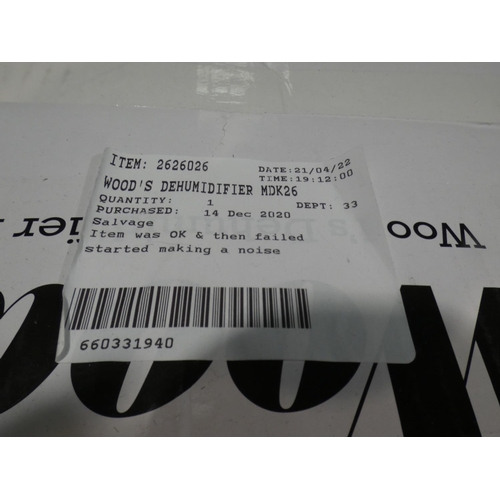 ITEM: 2626026
DATE:21/04/22
TIME:19:12:00
WOOD'S DEHUMIDIFIER MDK26
QUANTITY: 1 DEPT: 33
PURCHASED: 14 Dec 2020
Salvage
Item was OK & then failed
started making a noise
660331940
Woo